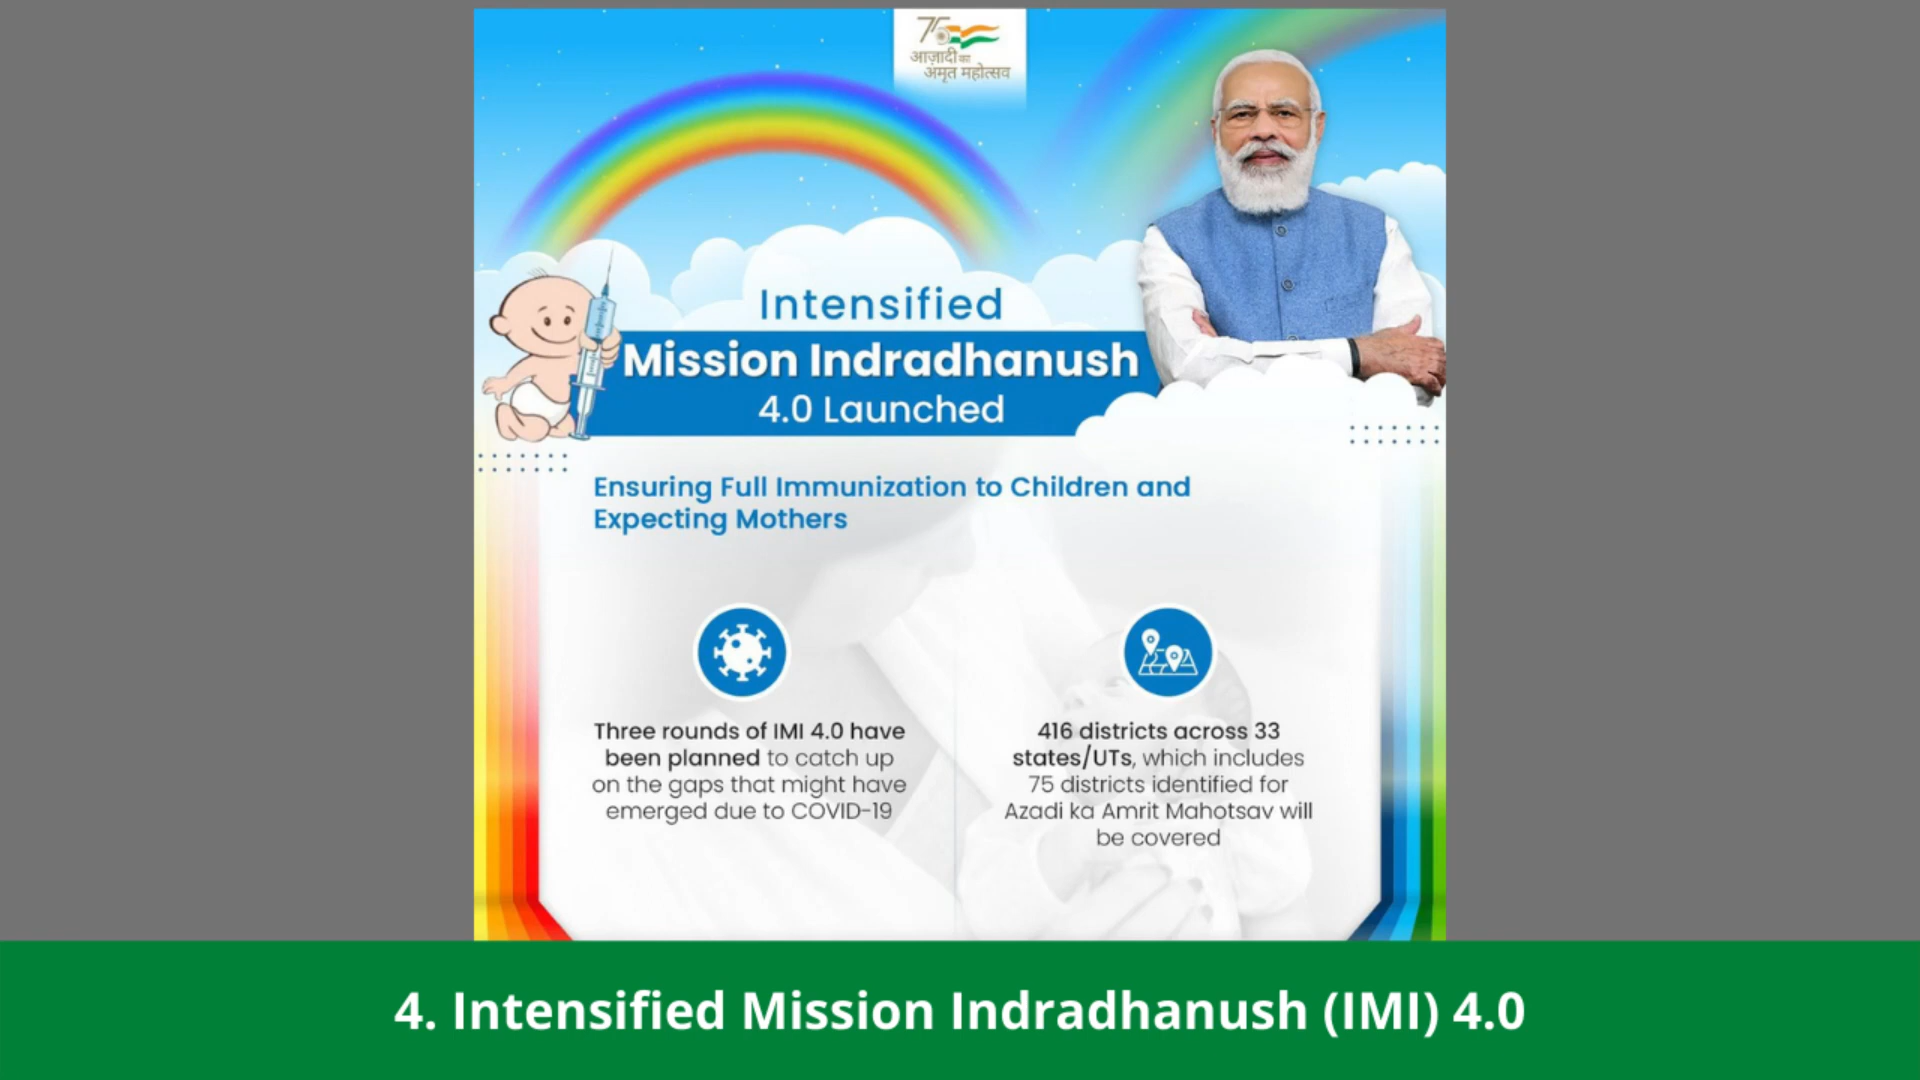 75
आज़ादी का
अमृत महोत्सव
Intensified
Mission Indradhanush
4.0 Launched
Ensuring Full Immunization to Children and
Expecting Mothers
Three rounds of IMI 4.0 have
been planned to catch up
on the gaps that might have
emerged due to COVID-19
416 districts across 33
states/UTs, which includes
75 districts identified for
Azadi ka Amrit Mahotsav will
be covered
4. Intensified Mission Indradhanush (IMI) 4.0